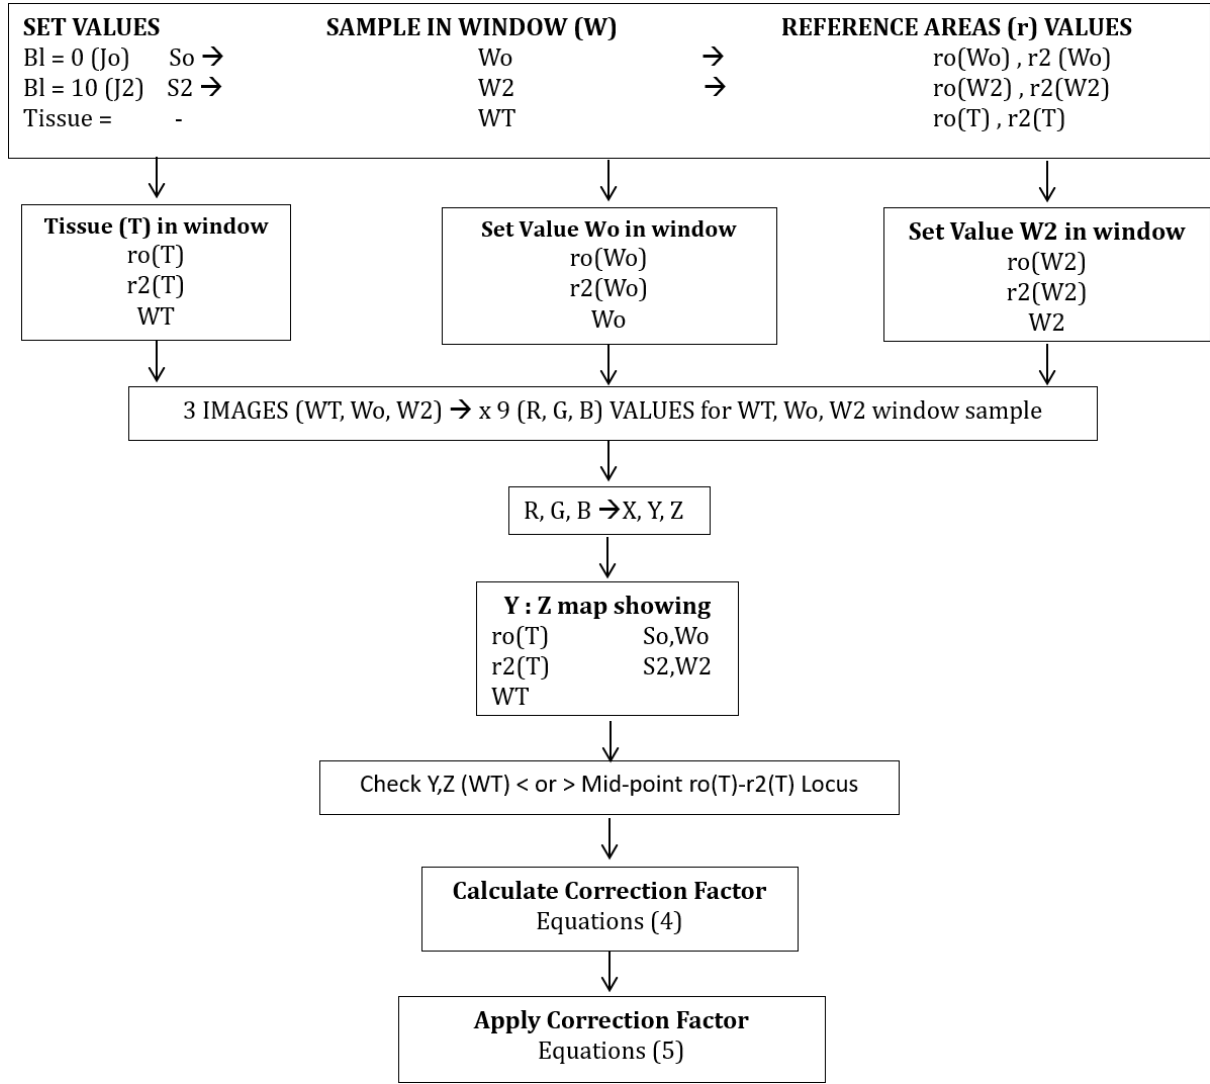 SET VALUES SAMPLE IN WINDOW (W) REFERENCE AREAS (r) VALUES
Bl = 0 (Jo) So → Wo → ro(Wo) , r2 (Wo)
Bl = 10 (J2) S2 → W2 → ro(W2) , r2(W2)
Tissue = - WT ro(T) , r2(T)
Tissue (T) in window
ro(T)
r2(T)
WT
Set Value Wo in window
ro(Wo)
r2(Wo)
Wo
Set Value W2 in window
ro(W2)
r2(W2)
W2
3 IMAGES (WT, Wo, W2) → x 9 (R, G, B) VALUES for WT, Wo, W2 window sample
R, G, B →X, Y, Z
Y : Z map showing
ro(T) So,Wo
r2(T) S2,W2
WT
Check Y,Z (WT) < or > Mid-point ro(T)-r2(T) Locus
Calculate Correction Factor
Equations (4)
Apply Correction Factor
Equations (5)